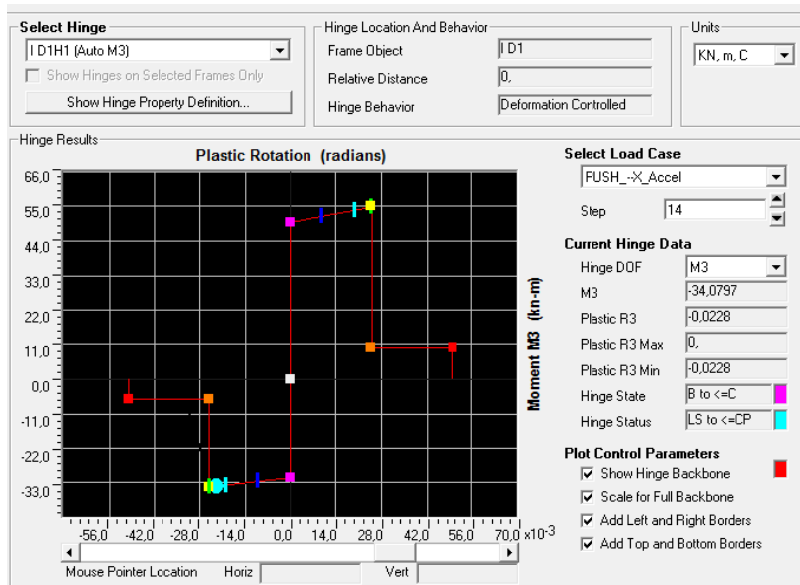 Select Hinge
I D1H1 (Auto M3)
Show Hinges on Selected Frames Only
Show Hinge Property Definition...
Hinge Location And Behavior
Frame Object
I D1
Relative Distance
0,
Hinge Behavior
Deformation Controlled
Units
KN, m, C
Hinge Results
Plastic Rotation (radians)
66,0
55,0
44,0
33,0
22,0
11,0
0,0
-11,0
-22,0
-33,0
-56,0 -42,0 -28,0 -14,0 0,0 14,0 28,0 42,0 56,0 70,0 x10-3
Moment M3 (kn-m)
Mouse Pointer Location Horiz Vert
Select Load Case
FUSH_--X_Accel
Step 14
Current Hinge Data
Hinge DOF M3
M3 -34,0797
Plastic R3 -0,0228
Plastic R3 Max 0,
Plastic R3 Min -0,0228
Hinge State B to <=C
Hinge Status LS to <=CP
Plot Control Parameters
Show Hinge Backbone
Scale for Full Backbone
Add Left and Right Borders
Add Top and Bottom Borders